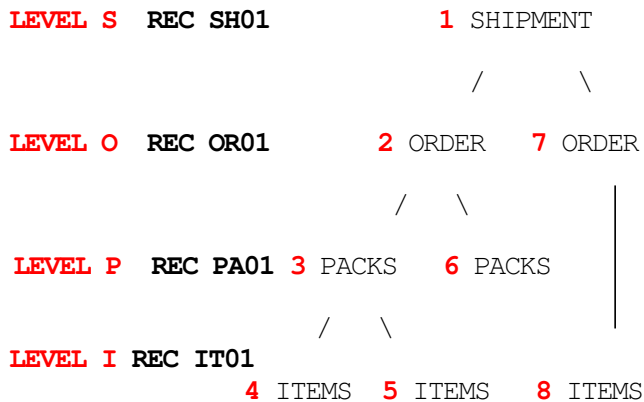 LEVEL S REC SH01 1 SHIPMENT
/ \
LEVEL O REC OR01 2 ORDER 7 ORDER
/ \
LEVEL P REC PA01 3 PACKS 6 PACKS
/ \
LEVEL I REC IT01
4 ITEMS 5 ITEMS 8 ITEMS